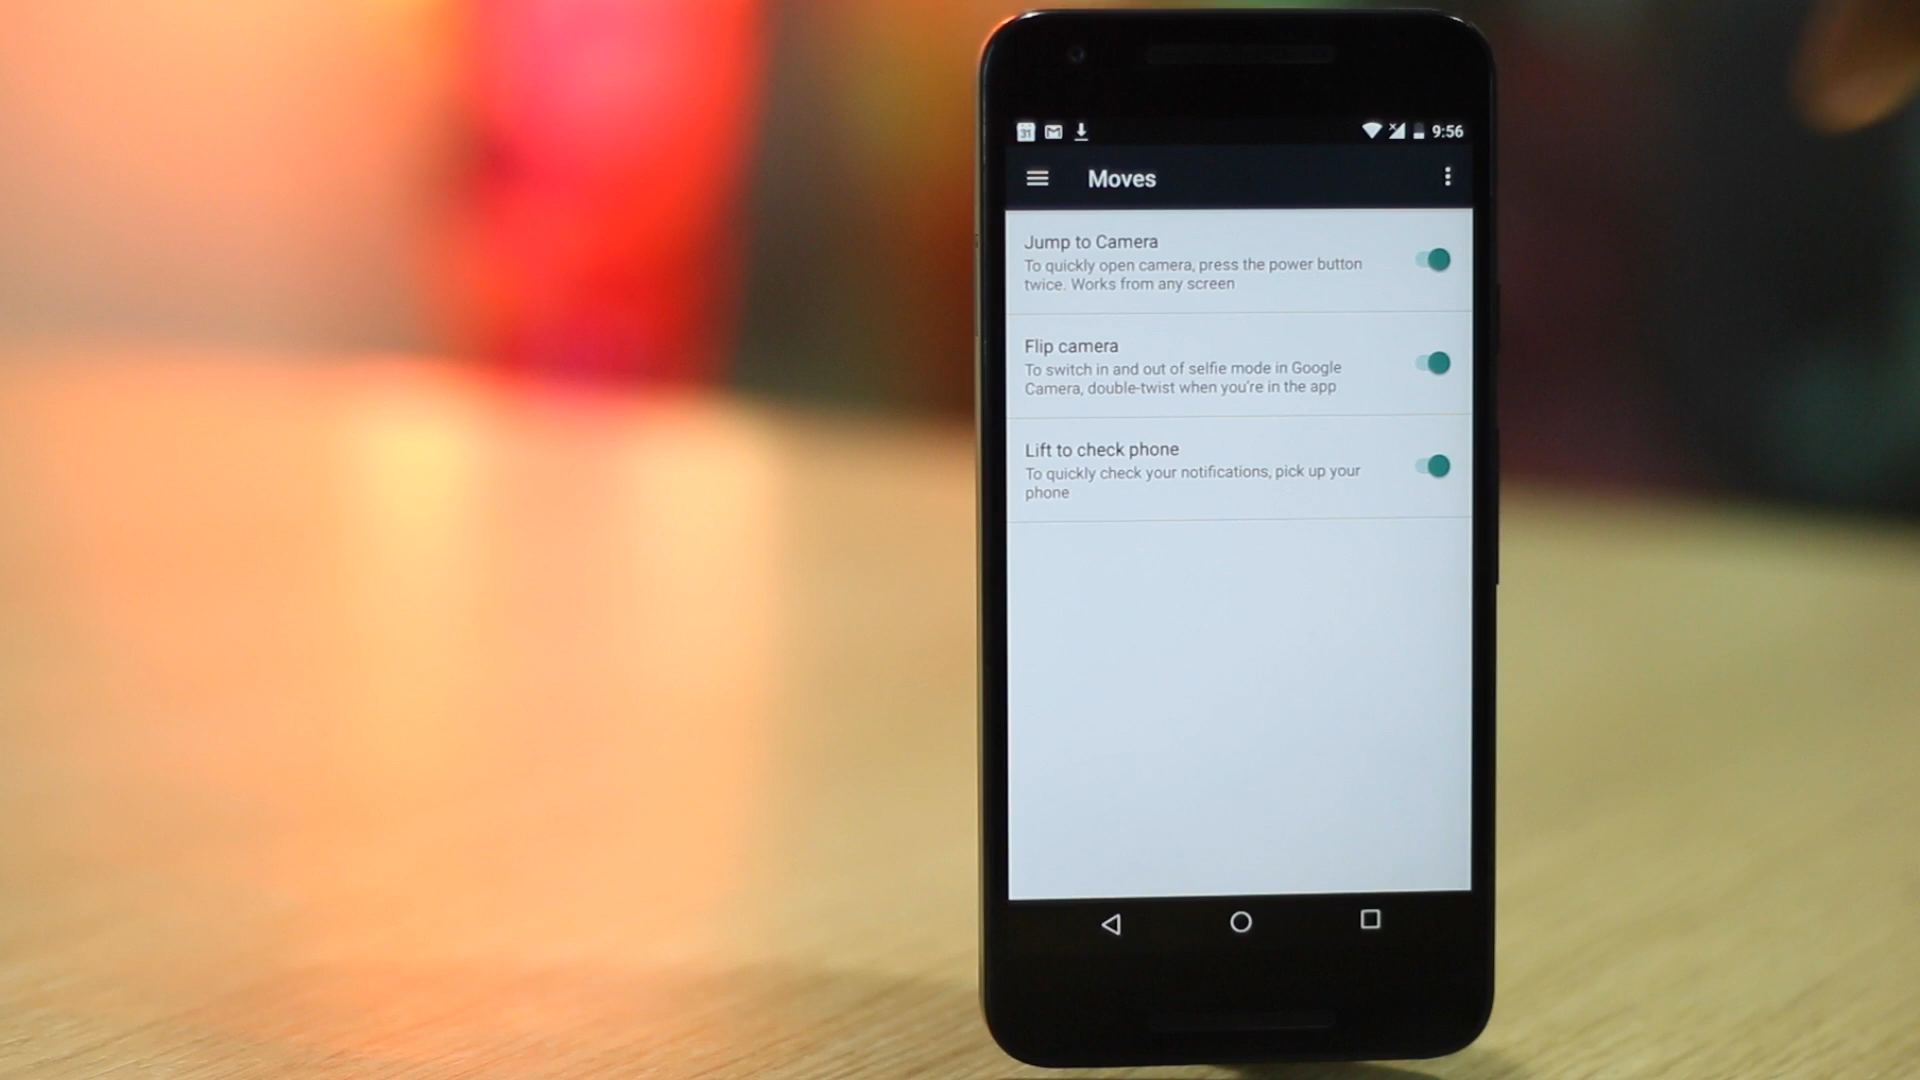 31
9:56
Moves
Jump to Camera
To quickly open camera, press the power button
twice. Works from any screen
Flip camera
To switch in and out of selfie mode in Google
Camera, double-twist when you're in the app
Lift to check phone
To quickly check your notifications, pick up your
phone